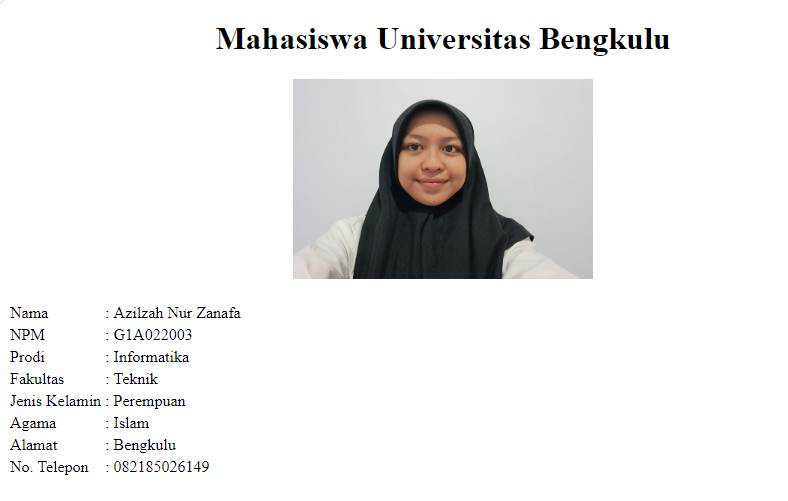 Mahasiswa Universitas Bengkulu
Nama : Azilzah Nur Zanafa
NPM : G1A022003
Prodi : Informatika
Fakultas : Teknik
Jenis Kelamin : Perempuan
Agama : Islam
Alamat : Bengkulu
No. Telepon : 082185026149